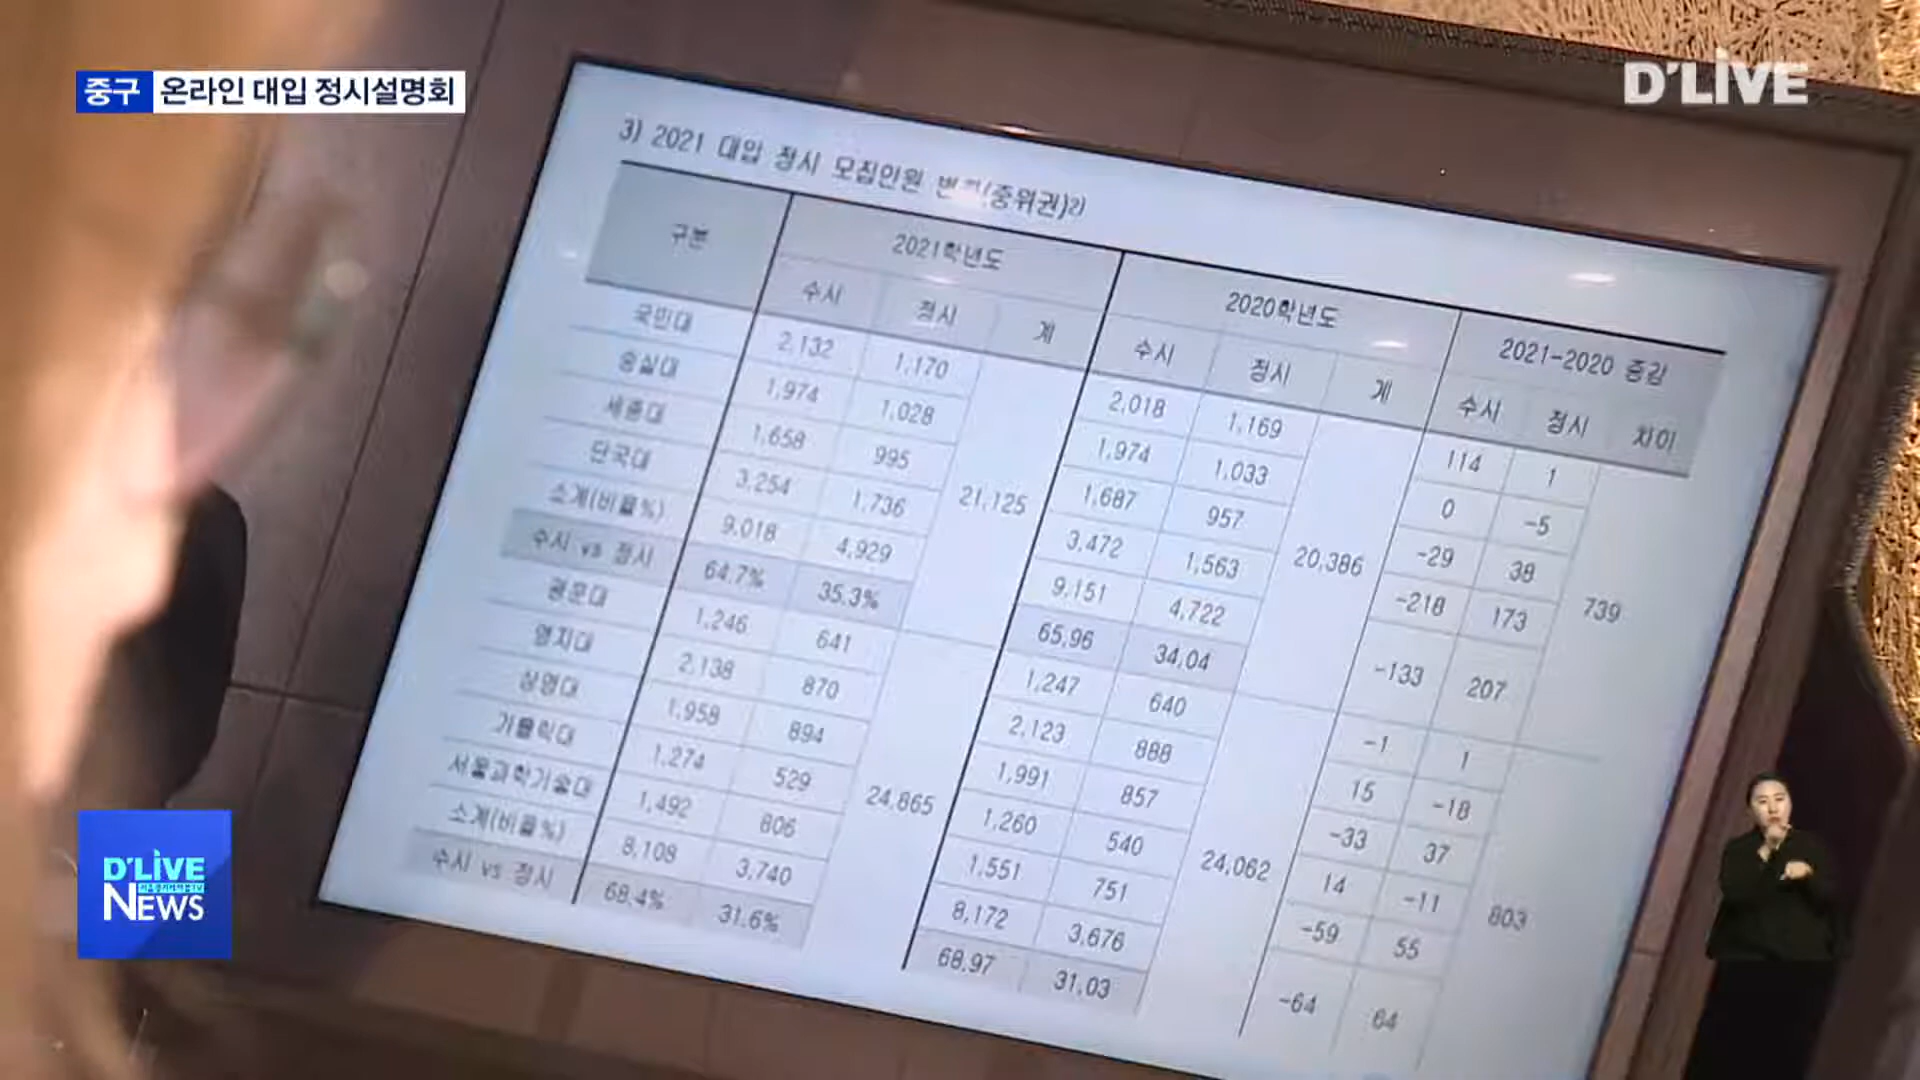 중구 온라인 대입 정시설명회
D'LIVE
3) 2021 대입 정시 모집인원 (중위권)2)
구분 2021학년도 2020학년도 2021-2020 증감
수시 정시 계 수시 정시 계 수시 정시 차이
국민대 2,132 1,170 2,018 1,169 114 1
숭실대 1,974 1,028 1,974 1,033 0 -5
세종대 1,658 995 1,687 957 -29 38
단국대 3,254 1,736 21,125 3,472 1,563 20,386 -218 173 739
소계(비율%) 9,018 4,929 9,151 4,722 -133 207
수시 vs 정시 64.7% 35.3% 65.96 34.04
광운대 1,246 641 1,247 640 -1 1
명지대 2,138 870 2,123 888 15 -18
상명대 1,958 894 1,991 857 -33 37
가톨릭대 1,274 529 24,865 1,260 540 24,062 14 -11 803
서울과학기술대 1,492 806 1,551 751 -59 55
소계(비율%) 8,108 3,740 8,172 3,676 -64 64
수시 vs 정시 68.4% 31.6% 68.97 31.03
D'LIVE
NEWS